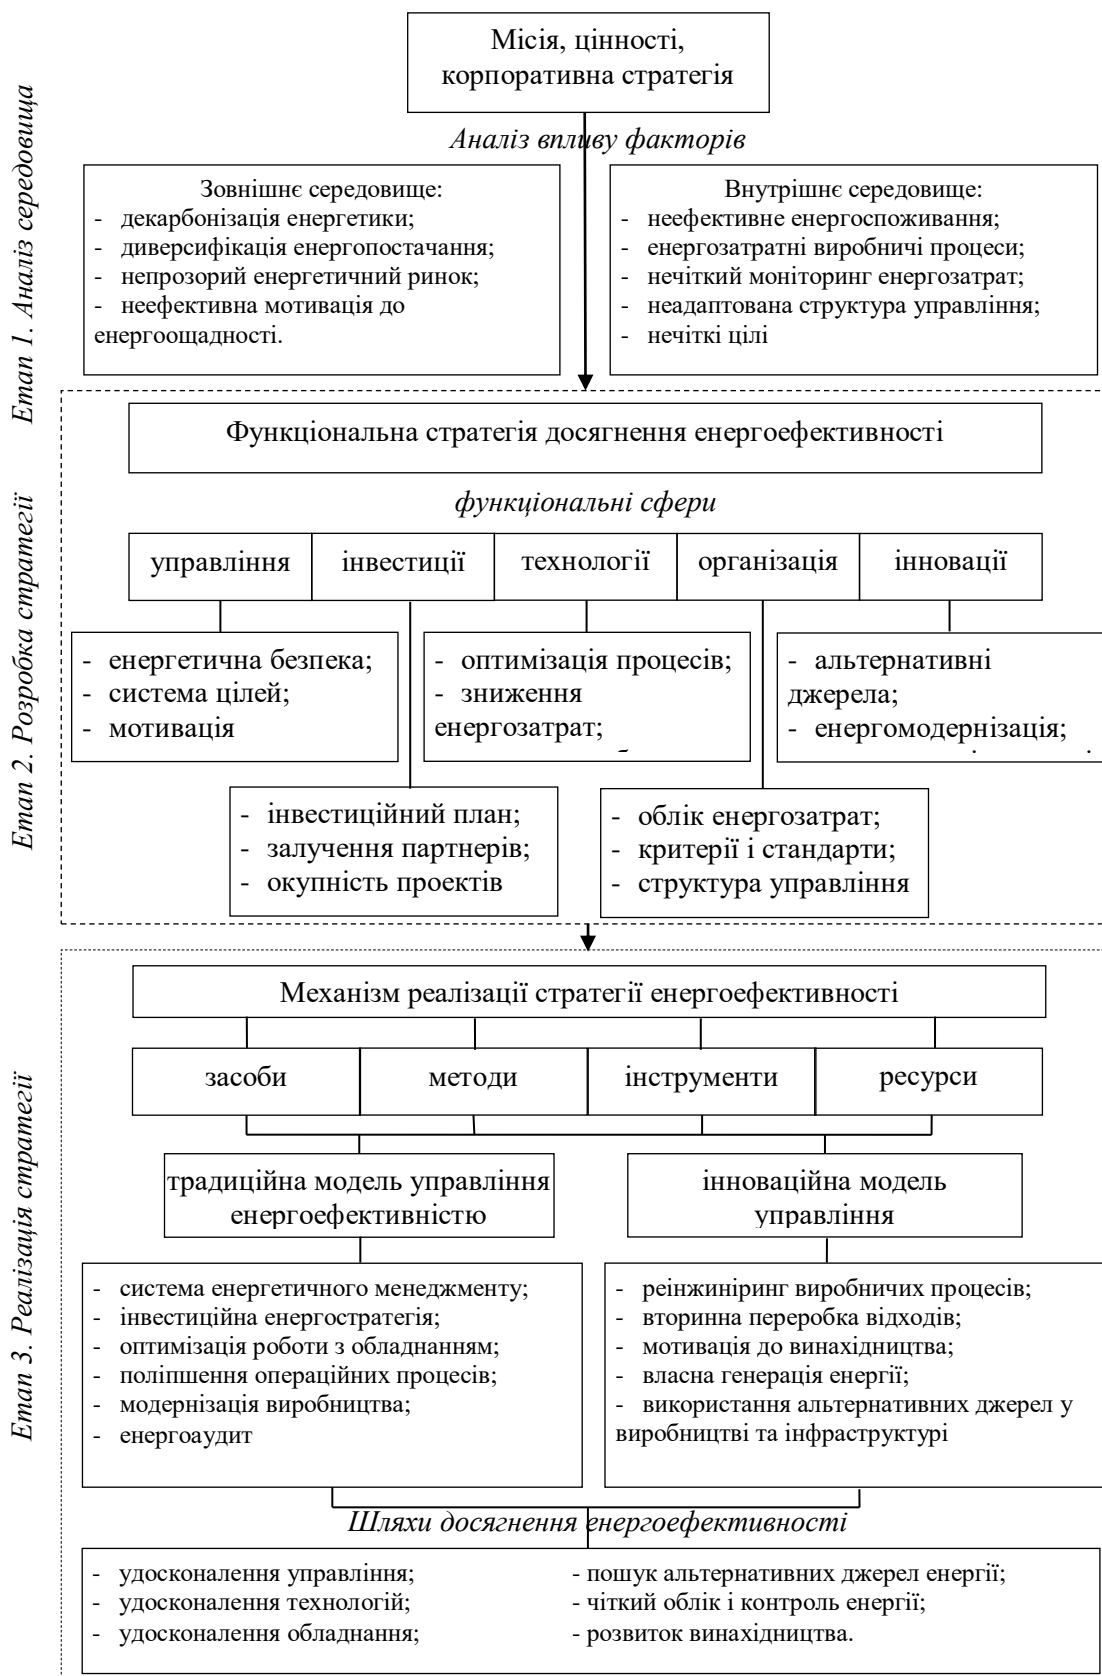 Місія, цінності,
корпоративна стратегія
Етап 1. Аналіз середовища
Аналіз впливу факторів
Зовнішнє середовище:
- декарбонізація енергетики;
- диверсифікація енергопостачання;
- непрозорий енергетичний ринок;
- неефективна мотивація до
енергоощадності.
Внутрішнє середовище:
- неефективне енергоспоживання;
- енергозатратні виробничі процеси;
- нечіткий моніторинг енергозатрат;
- неадаптована структура управління;
- нечіткі цілі
Етап 2. Розробка стратегії
Функціональна стратегія досягнення енергоефективності
функціональні сфери
управління
інвестиції
технології
організація
інновації
- енергетична безпека;
- система цілей;
- мотивація
- оптимізація процесів;
- зниження
енергозатрат;
- альтернативні
джерела;
- енергомодернізація;
- інвестиційний план;
- залучення партнерів;
- окупність проектів
- облік енергозатрат;
- критерії і стандарти;
- структура управління
Етап 3. Реалізація стратегії
Механізм реалізації стратегії енергоефективності
засоби
методи
інструменти
ресурси
традиційна модель управління
енергоефективністю
інноваційна модель
управління
- система енергетичного менеджменту;
- інвестиційна енергостратегія;
- оптимізація роботи з обладнанням;
- поліпшення операційних процесів;
- модернізація виробництва;
- енергоаудит
- реінжиніринг виробничих процесів;
- вторинна переробка відходів;
- мотивація до винахідництва;
- власна генерація енергії;
- використання альтернативних джерел у
виробництві та інфраструктурі
Шляхи досягнення енергоефективності
- удосконалення управління;
- удосконалення технологій;
- удосконалення обладнання;
- пошук альтернативних джерел енергії;
- чіткий облік і контроль енергії;
- розвиток винахідництва.